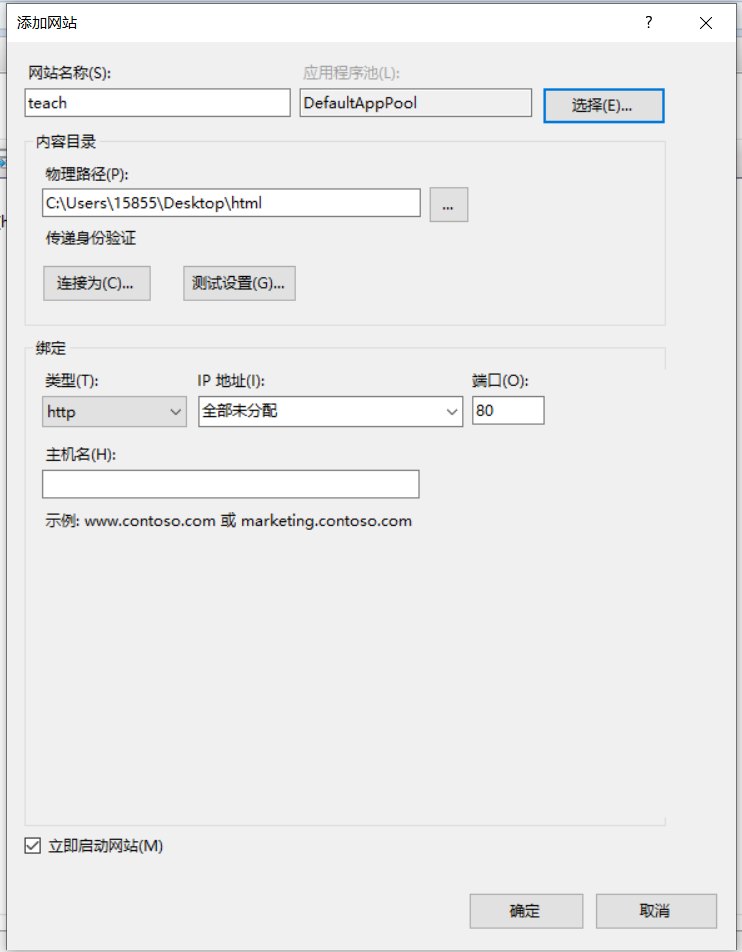 添加网站
?
网站名称(S):
应用程序池(L):
teach
DefaultAppPool
选择(E)...
内容目录
物理路径(P):
C:\Users\15855\Desktop\html
...
传递身份验证
连接为(C)...
测试设置(G)...
绑定
类型(T):
IP 地址(I):
端口(O):
http
全部未分配
80
主机名(H):
示例: www.contoso.com 或 marketing.contoso.com
立即启动网站(M)
确定
取消